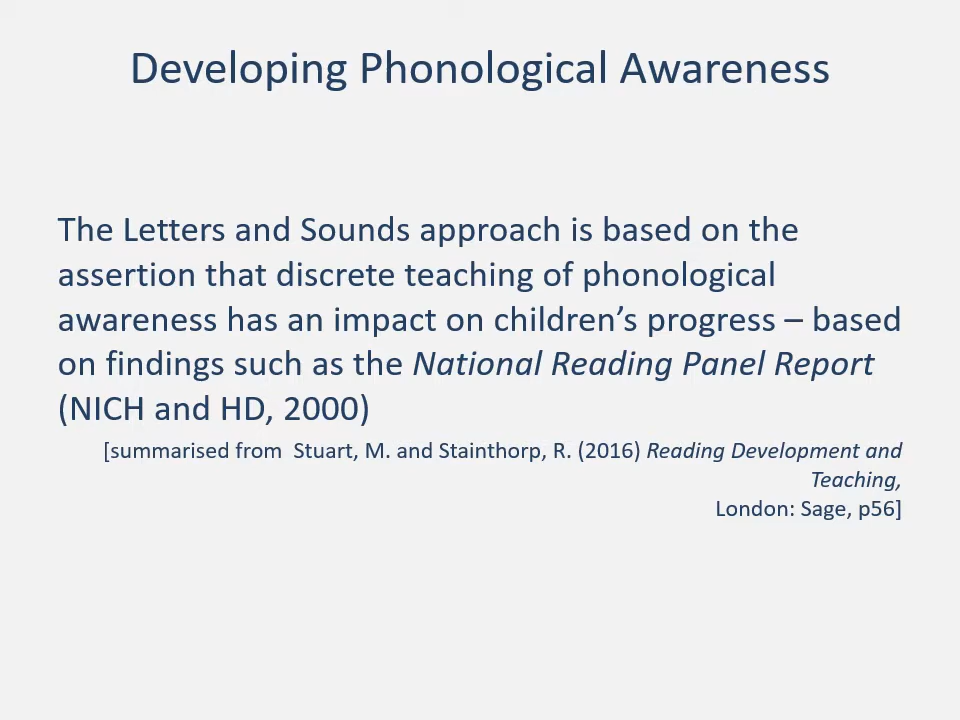 Developing Phonological Awareness
The Letters and Sounds approach is based on the
assertion that discrete teaching of phonological
awareness has an impact on children’s progress – based
on findings such as the National Reading Panel Report
(NICH and HD, 2000)
[summarised from  Stuart, M. and Stainthorp, R. (2016) Reading Development and
Teaching,
London: Sage, p56]